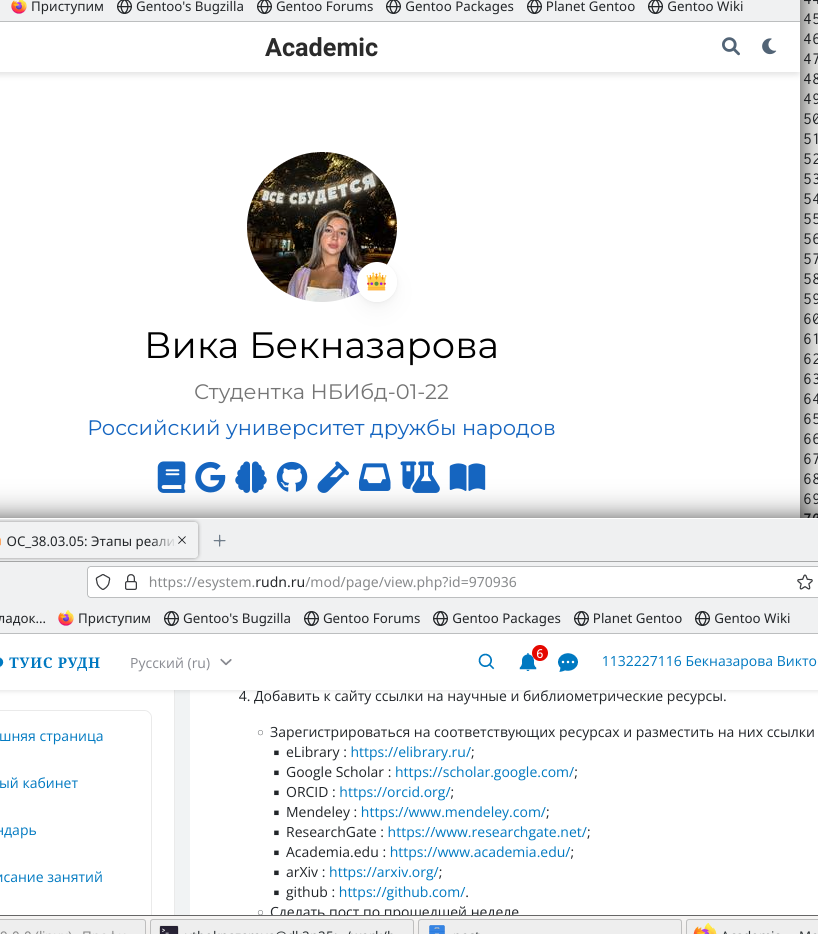 Приступим Gentoo's Bugzilla Gentoo Forums Gentoo Packages Planet Gentoo Gentoo Wiki
Academic
ВСЕ СБУДЕТСЯ
Вика Бекназарова
Студентка НБИбд-01-22
Российский университет дружбы народов
45
46
47
48
49
50
51
52
53
54
55
56
57
58
59
60
61
62
63
64
65
66
67
68
69
ОС_38.03.05: Этапы реали
https://esystem.rudn.ru/mod/page/view.php?id=970936
ладок... Приступим Gentoo's Bugzilla Gentoo Forums Gentoo Packages Planet Gentoo Gentoo Wiki
ТУИС РУДН Русский (ru) 6 1132227116 Бекназарова Викто
4. Добавить к сайту ссылки на научные и библиометрические ресурсы.
шняя страница
ый кабинет
ндарь
исание занятий
○ Зарегистрироваться на соответствующих ресурсах и разместить на них ссылки
▪ eLibrary : https://elibrary.ru/;
▪ Google Scholar : https://scholar.google.com/;
▪ ORCID : https://orcid.org/;
▪ Mendeley : https://www.mendeley.com/;
▪ ResearchGate : https://www.researchgate.net/;
▪ Academia.edu : https://www.academia.edu/;
▪ arXiv : https://arxiv.org/;
▪ github : https://github.com/.
○ Сделать пост по прошедшей неделе